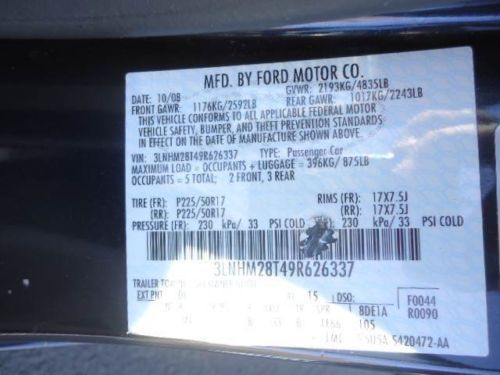 MFD. BY FORD MOTOR CO.
10/08 GVWR: 2193KG/4835LB
FRONT GAWR: 1176KG/2592LB REAR GAWR: 1017KG/2243LB
THIS VEHICLE CONFORMS TO ALL APPLICABLE FEDERAL MOTOR
VEHICLE SAFETY, BUMPER, AND THEFT PREVENTION STANDARDS
IN EFFECT ON THE DATE OF MANUFACTURE SHOWN ABOVE
VIN: 3LNHM28T49R626337 TYPE: Passenger Car
MAXIMUM LOAD = OCCUPANTS + LUGGAGE = 396KG/ 875LB
OCCUPANTS = 5 TOTAL; 2 FRONT, 3 REAR
TIRE (FR): P225/50R17 RIMS (FR): 17X7.5J
(RR): P225/50R17 (RR): 17X7.5J
PRESSURE (FR): 230 kPa/ 33 PSI COLD (RR): 230 kPa/ 33 PSI COLD
3LNHM28T49R626337
TRAILER
EXT PNT: 15 DSO: F0044
8DE1A R0090
105
5420472-AA